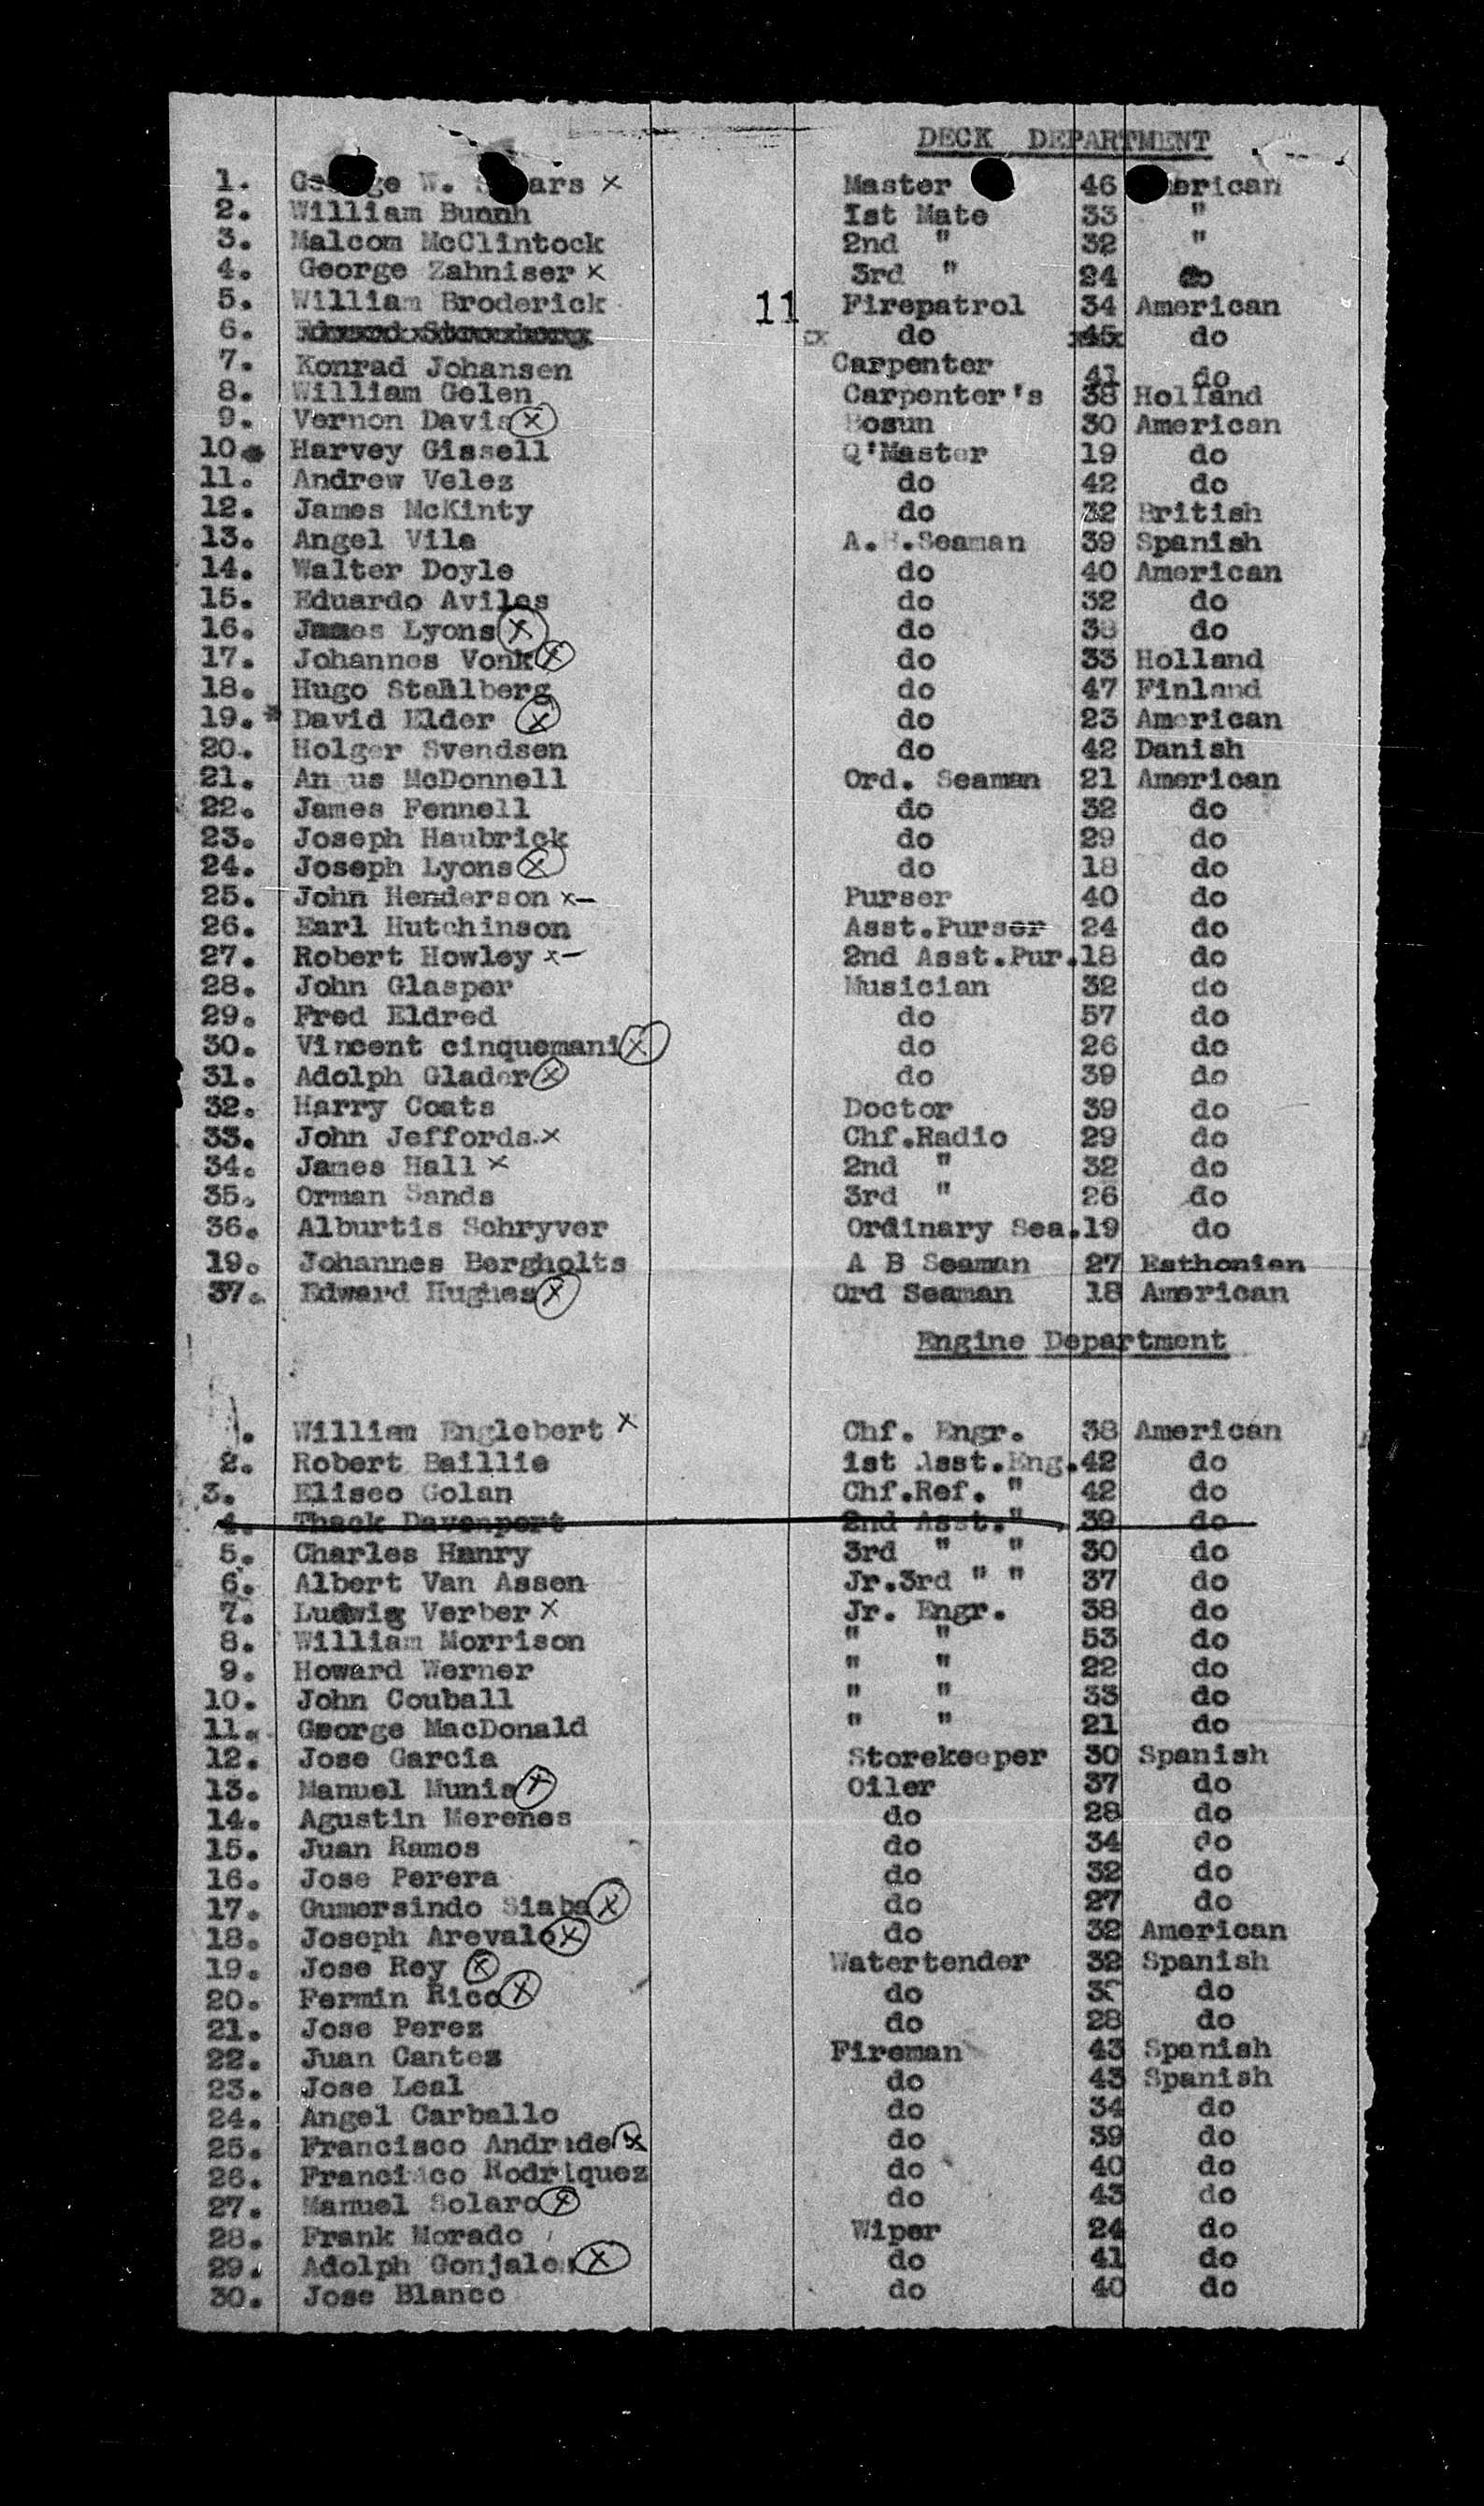 DECK DEPARTMENT
1. George W. ars x Master 46 American
2. William Bunnh 1st Mate 33 "
3. Malcom McClintock 2nd " 32 "
4. George Zahniser x 3rd " 24 do
5. William Broderick Firepatrol 34 American
11
6. do 45 do
7. Konrad Johansen Carpenter 41 do
8. William Gelen Carpenter's 38 Holland
9. Vernon Davis x Bosun 30 American
10. Harvey Gissell Q'Master 19 do
11. Andrew Velez do 42 do
12. James McKinty do 32 British
13. Angel Vila A.B.Seaman 39 Spanish
14. Walter Doyle do 40 American
15. Eduardo Aviles do 32 do
16. James Lyons x do 38 do
17. Johannes Vonk x do 33 Holland
18. Hugo Stahlberg do 47 Finland
19.* David Elder x do 23 American
20. Holger Svendsen do 42 Danish
21. An us McDonnell Ord. Seaman 21 American
22. James Fennell do 32 do
23. Joseph Haubrick do 29 do
24. Joseph Lyons x do 18 do
25. John Henderson x- Purser 40 do
26. Earl Hutchinson Asst.Purser 24 do
27. Robert Howley x- 2nd Asst.Pur. 18 do
28. John Glasper Musician 32 do
29. Fred Eldred do 57 do
30. Vincent cinquemani x do 26 do
31. Adolph Glader x do 39 do
32. Harry Coats Doctor 39 do
33. John Jeffords. x Chf.Radio 29 do
34. James Hall x 2nd " 32 do
35. Orman Sands 3rd " 26 do
36. Alburtis Schryver Ordinary Sea. 19 do
19. Johannes Bergholts A B Seaman 27 Esthonian
37. Edward Hughes x Ord Seaman 18 American
Engine Department
1. William Englebert x Chf. Engr. 38 American
2. Robert Baillie 1st Asst.Eng. 42 do
3. Eliseo Golan Chf.Ref. " 42 do
4. Thack Davenport 2nd Asst." 39 do
5. Charles Hanry 3rd " " 30 do
6. Albert Van Assen Jr.3rd " " 37 do
7. Ludwig Verber x Jr. Engr. 38 do
8. William Morrison " " 53 do
9. Howard Werner " " 22 do
10. John Couball " " 33 do
11. George MacDonald " " 21 do
12. Jose Garcia Storekeeper 30 Spanish
13. Manuel Munis x Oiler 37 do
14. Agustin Merenes do 28 do
15. Juan Ramos do 34 do
16. Jose Perera do 32 do
17. Gumersindo Siaba x do 27 do
18. Joseph Arevalo x do 32 American
19. Jose Rey x Watertender 32 Spanish
20. Fermin Rico x do do
21. Jose Perez do 28 do
22. Juan Cantez Fireman 43 Spanish
23. Jose Leal do 43 Spanish
24. Angel Carballo do 34 do
25. Francisco Andrade x do 39 do
26. Francisco Rodriquez do 40 do
27. Manuel Solaro x do 43 do
28. Frank Morado Wiper 24 do
29. Adolph Gonjales x do 41 do
30. Jose Blanco do 40 do